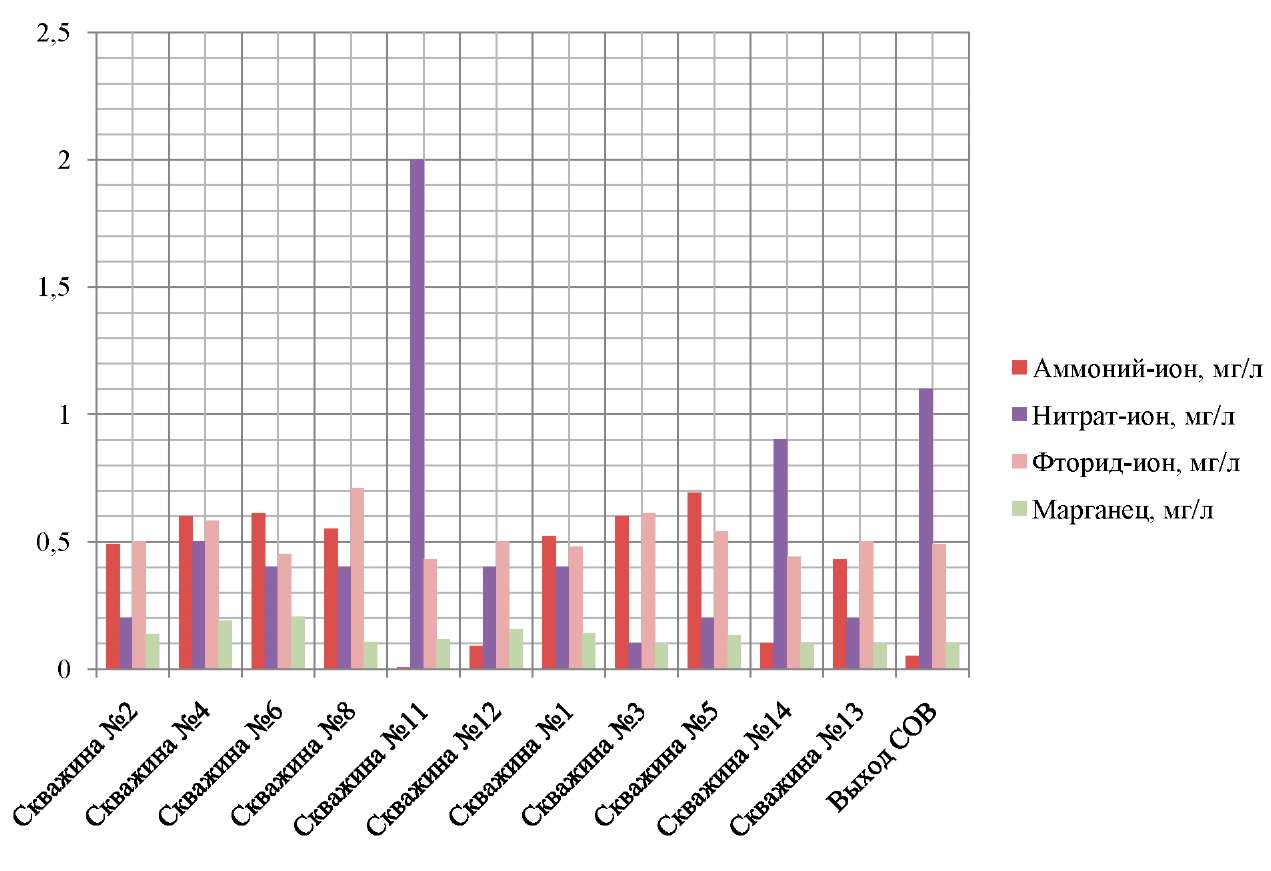 2,5
2
1,5
1
0,5
0
Скважина №2
Скважина №4
Скважина №6
Скважина №8
Скважина №11
Скважина №12
Скважина №1
Скважина №3
Скважина №5
Скважина №14
Скважина №13
Выход СОВ
Аммоний-ион, мг/л
Нитрат-ион, мг/л
Фторид-ион, мг/л
Марганец, мг/л